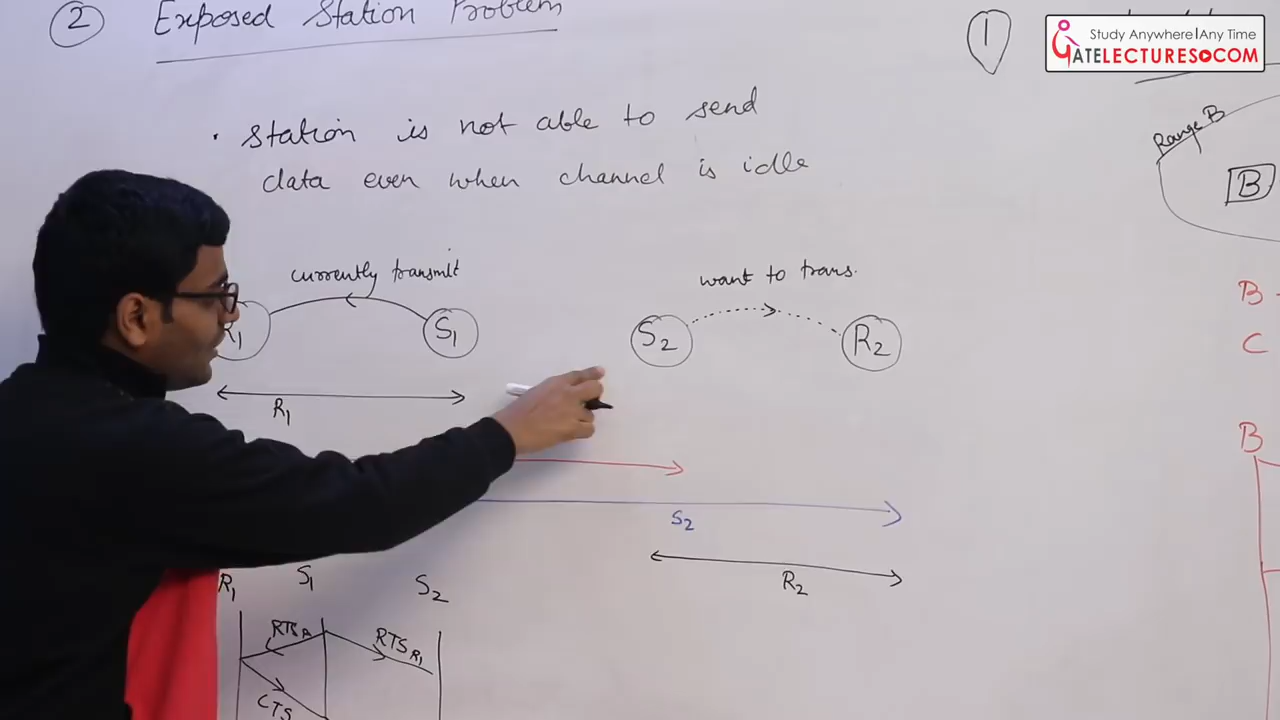 2 Exposed Station Problem
• Station is not able to send
data even when channel is idle
currently transmit
R1
S1
want to trans.
S2
R2
R1
S2
R2
R1
S1
S2
RTS
RTS R1
CTS
1
Study Anywhere | Any Time
GATELECTURES.COM
Range B
B
B -
C
B